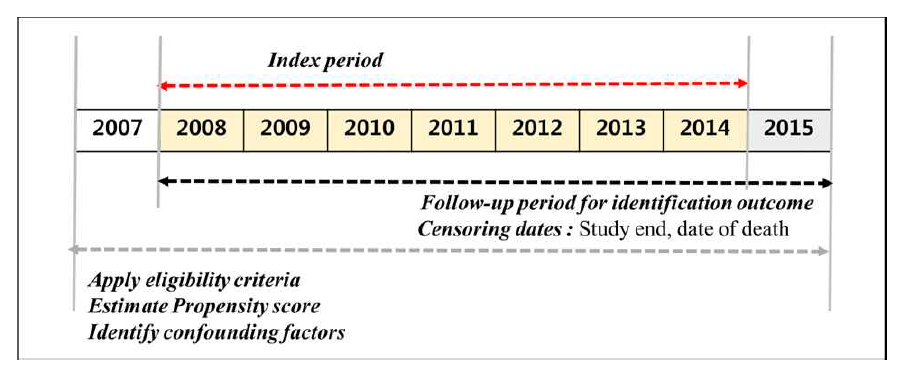 Index period
2007 2008 2009 2010 2011 2012 2013 2014 2015
Follow-up period for identification outcome
Censoring dates : Study end, date of death
Apply eligibility criteria
Estimate Propensity score
Identify confounding factors